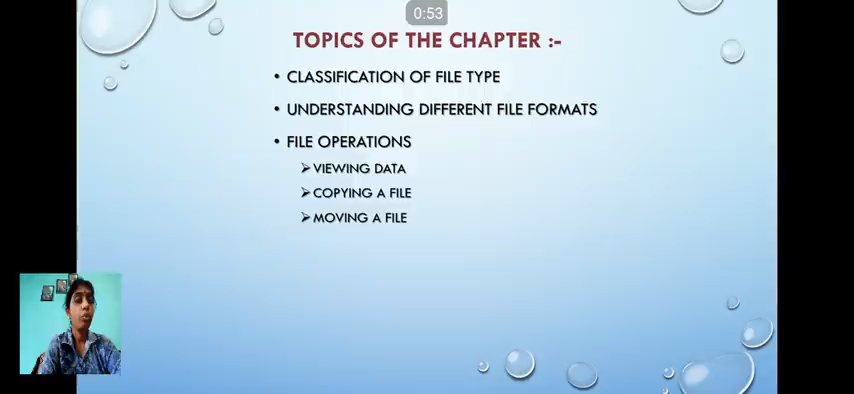 0:53
TOPICS OF THE CHAPTER :-
• CLASSIFICATION OF FILE TYPE
• UNDERSTANDING DIFFERENT FILE FORMATS
• FILE OPERATIONS
➢ VIEWING DATA
➢ COPYING A FILE
➢ MOVING A FILE